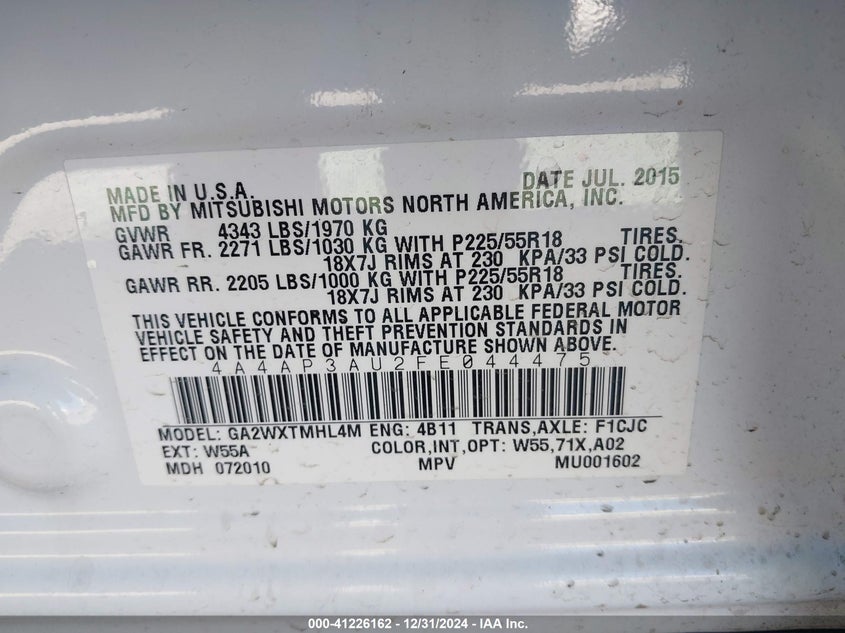 MADE IN U.S.A. DATE JUL. 2015
MFD BY MITSUBISHI MOTORS NORTH AMERICA, INC.
GVWR 4343 LBS/1970 KG
GAWR FR. 2271 LBS/1030 KG WITH P225/55R18 TIRES.
18X7J RIMS AT 230 KPA/33 PSI COLD.
GAWR RR. 2205 LBS/1000 KG WITH P225/55R18 TIRES.
18X7J RIMS AT 230 KPA/33 PSI COLD.
THIS VEHICLE CONFORMS TO ALL APPLICABLE FEDERAL MOTOR
VEHICLE SAFETY AND THEFT PREVENTION STANDARDS IN
EFFECT ON THE DATE OF MANUFACTURE SHOWN ABOVE.
4A4AP3AU2FE044475
MODEL: GA2WXTMHL4M ENG: 4B11 TRANS,AXLE: F1CJC
EXT: W55A COLOR,INT,OPT: W55,71X,A02
MDH 072010 MPV MU001602
000-41226162 - 12/31/2024 - IAA Inc.